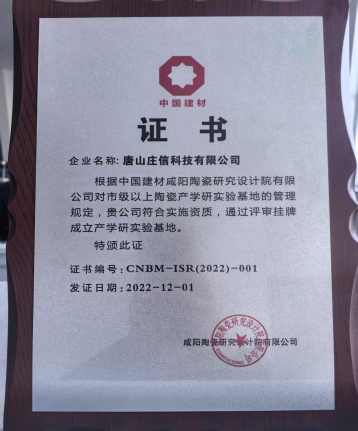 中国建材
证 书
企业名称: 唐山庄信科技有限公司
根据中国建材咸阳陶瓷研究设计院有限
公司对市级以上陶瓷产学研实验基地的管理
规定，贵公司符合实施资质，通过评审挂牌
成立产学研实验基地。
特颁此证
证书编号: CNBM-ISR(2022)-001
发证日期: 2022-12-01
咸阳陶瓷研究设计院有限公司